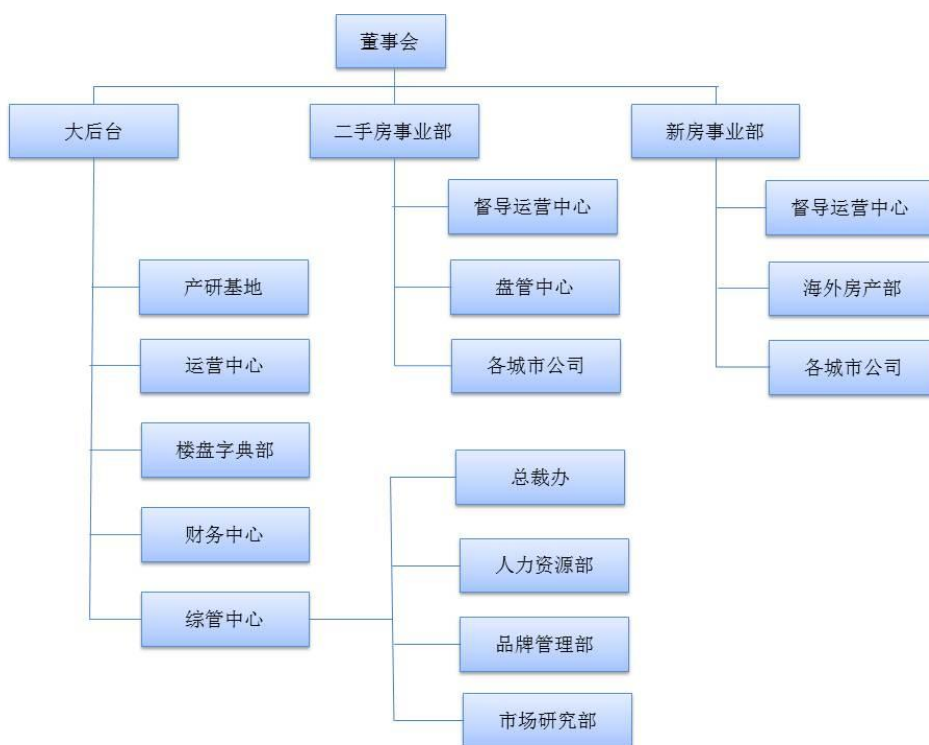 董事会
大后台
二手房事业部
新房事业部
督导运营中心
督导运营中心
产研基地
盘管中心
海外房产部
运营中心
各城市公司
各城市公司
楼盘字典部
总裁办
财务中心
人力资源部
综管中心
品牌管理部
市场研究部